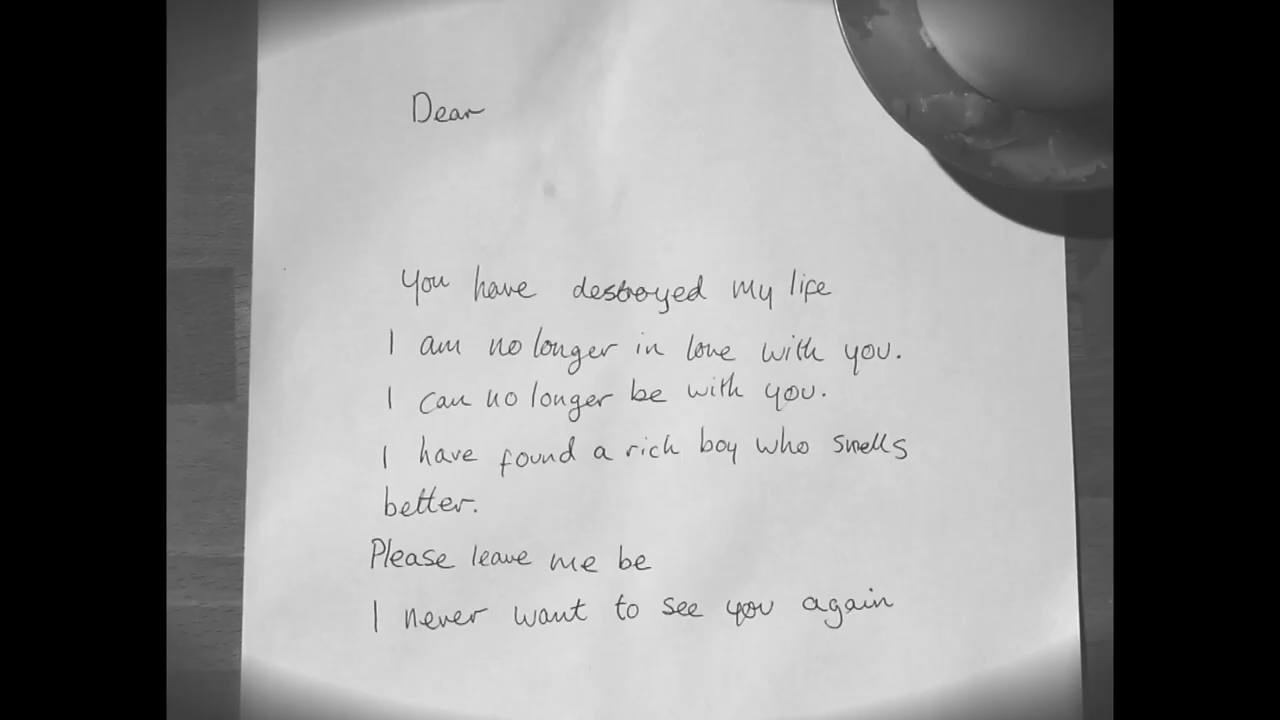 Dear
You have destroyed my life
I am no longer in love with you.
I can no longer be with you.
I have found a rich boy who smells
better.
Please leave me be
I never want to see you again